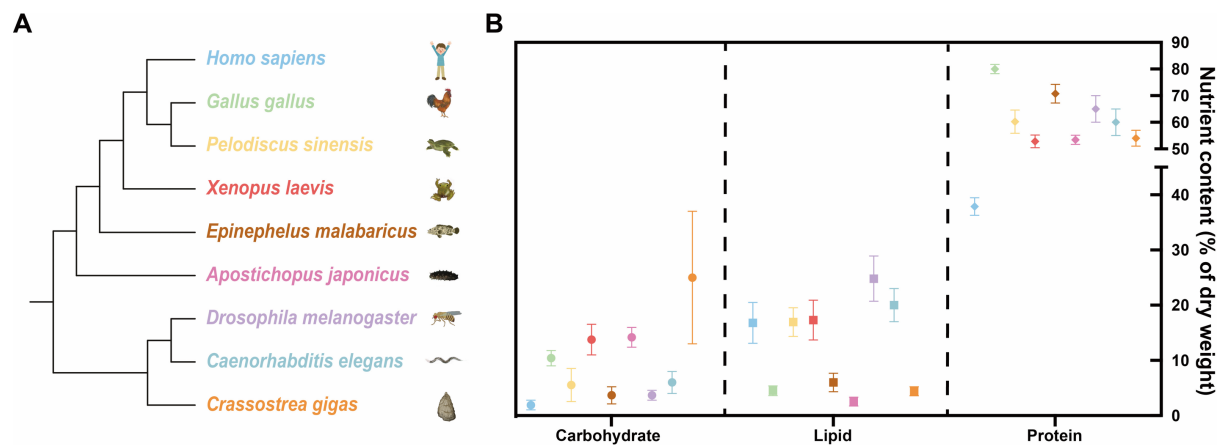 A
Homo sapiens
Gallus gallus
Pelodiscus sinensis
Xenopus laevis
Epinephelus malabaricus
Apostichopus japonicus
Drosophila melanogaster
Caenorhabditis elegans
Crassostrea gigas
B
90
80
70
60
50
40
30
20
10
0
Nutrient content (% of dry weight)
Carbohydrate
Lipid
Protein